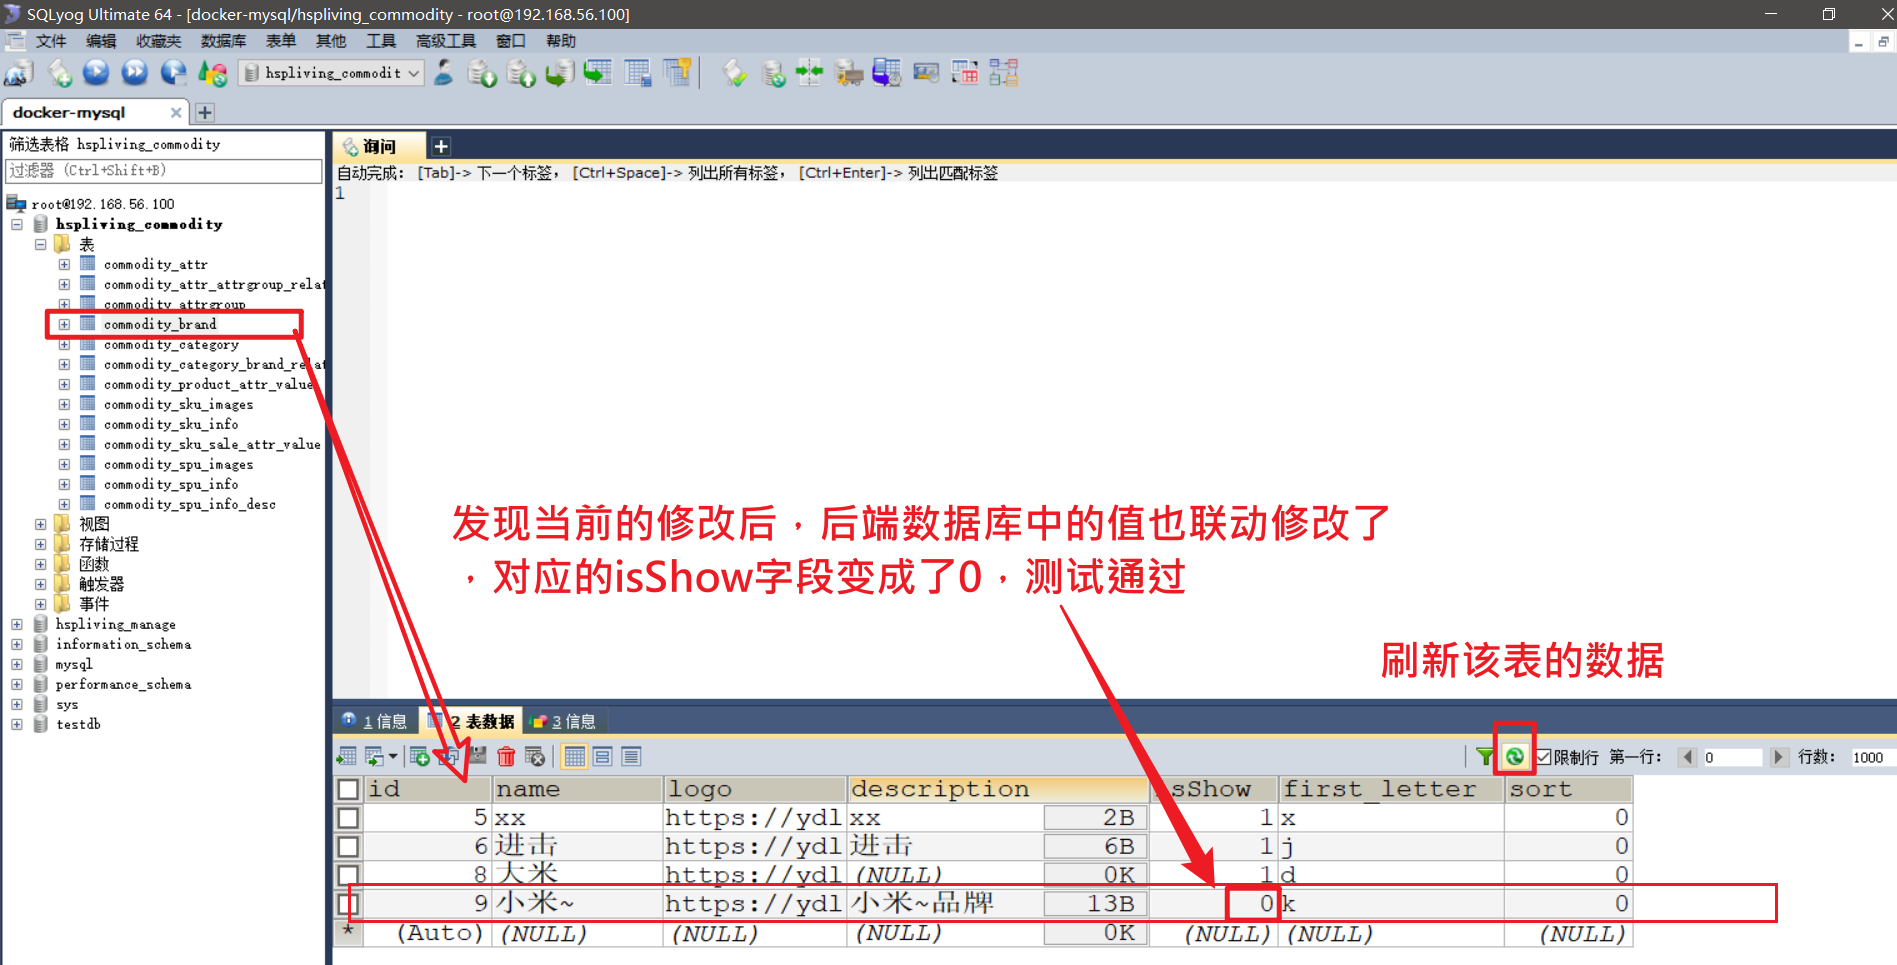 SQLyog Ultimate 64 - [docker-mysql/hspliving_commodity - root@192.168.56.100]
文件 编辑 收藏夹 数据库 表单 其他 工具 高级工具 窗口 帮助
hspliving_commodit
docker-mysql
筛选表格 hspliving_commodity
过滤器 (Ctrl+Shift+B)
root@192.168.56.100
hspliving_commodity
表
commodity_attr
commodity_attr_attrgroup_relat
commodity_attrgroup
commodity_brand
commodity_category
commodity_category_brand_relat
commodity_product_attr_value
commodity_sku_images
commodity_sku_info
commodity_sku_sale_attr_value
commodity_spu_images
commodity_spu_info
commodity_spu_info_desc
视图
存储过程
函数
触发器
事件
hspliving_manage
information_schema
mysql
performance_schema
sys
testdb
询问
自动完成: [Tab]-> 下一个标签, [Ctrl+Space]-> 列出所有标签, [Ctrl+Enter]-> 列出匹配标签
1
发现当前的修改后，后端数据库中的值也联动修改了
，对应的isShow字段变成了0，测试通过
刷新该表的数据
1 信息 2 表数据 3 信息
限制行 第一行: 0 行数: 1000
id name logo description isShow first_letter sort
5 xx https://ydl xx 2B 1 x 0
6 进击 https://ydl 进击 6B 1 j 0
8 大米 https://ydl (NULL) 0K 1 d 0
9 小米~ https://ydl 小米~品牌 13B 0 k 0
* (Auto) (NULL) (NULL) (NULL) 0K (NULL) (NULL) (NULL)